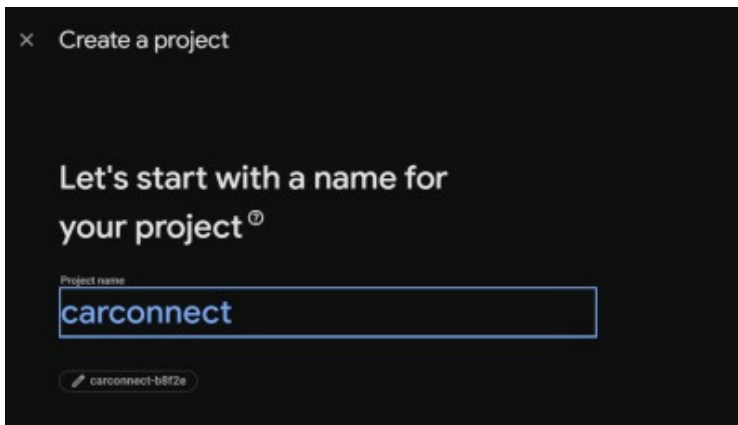 Create a project
Let's start with a name for
your project
Project name
carconnect
carconnect-b8f2e